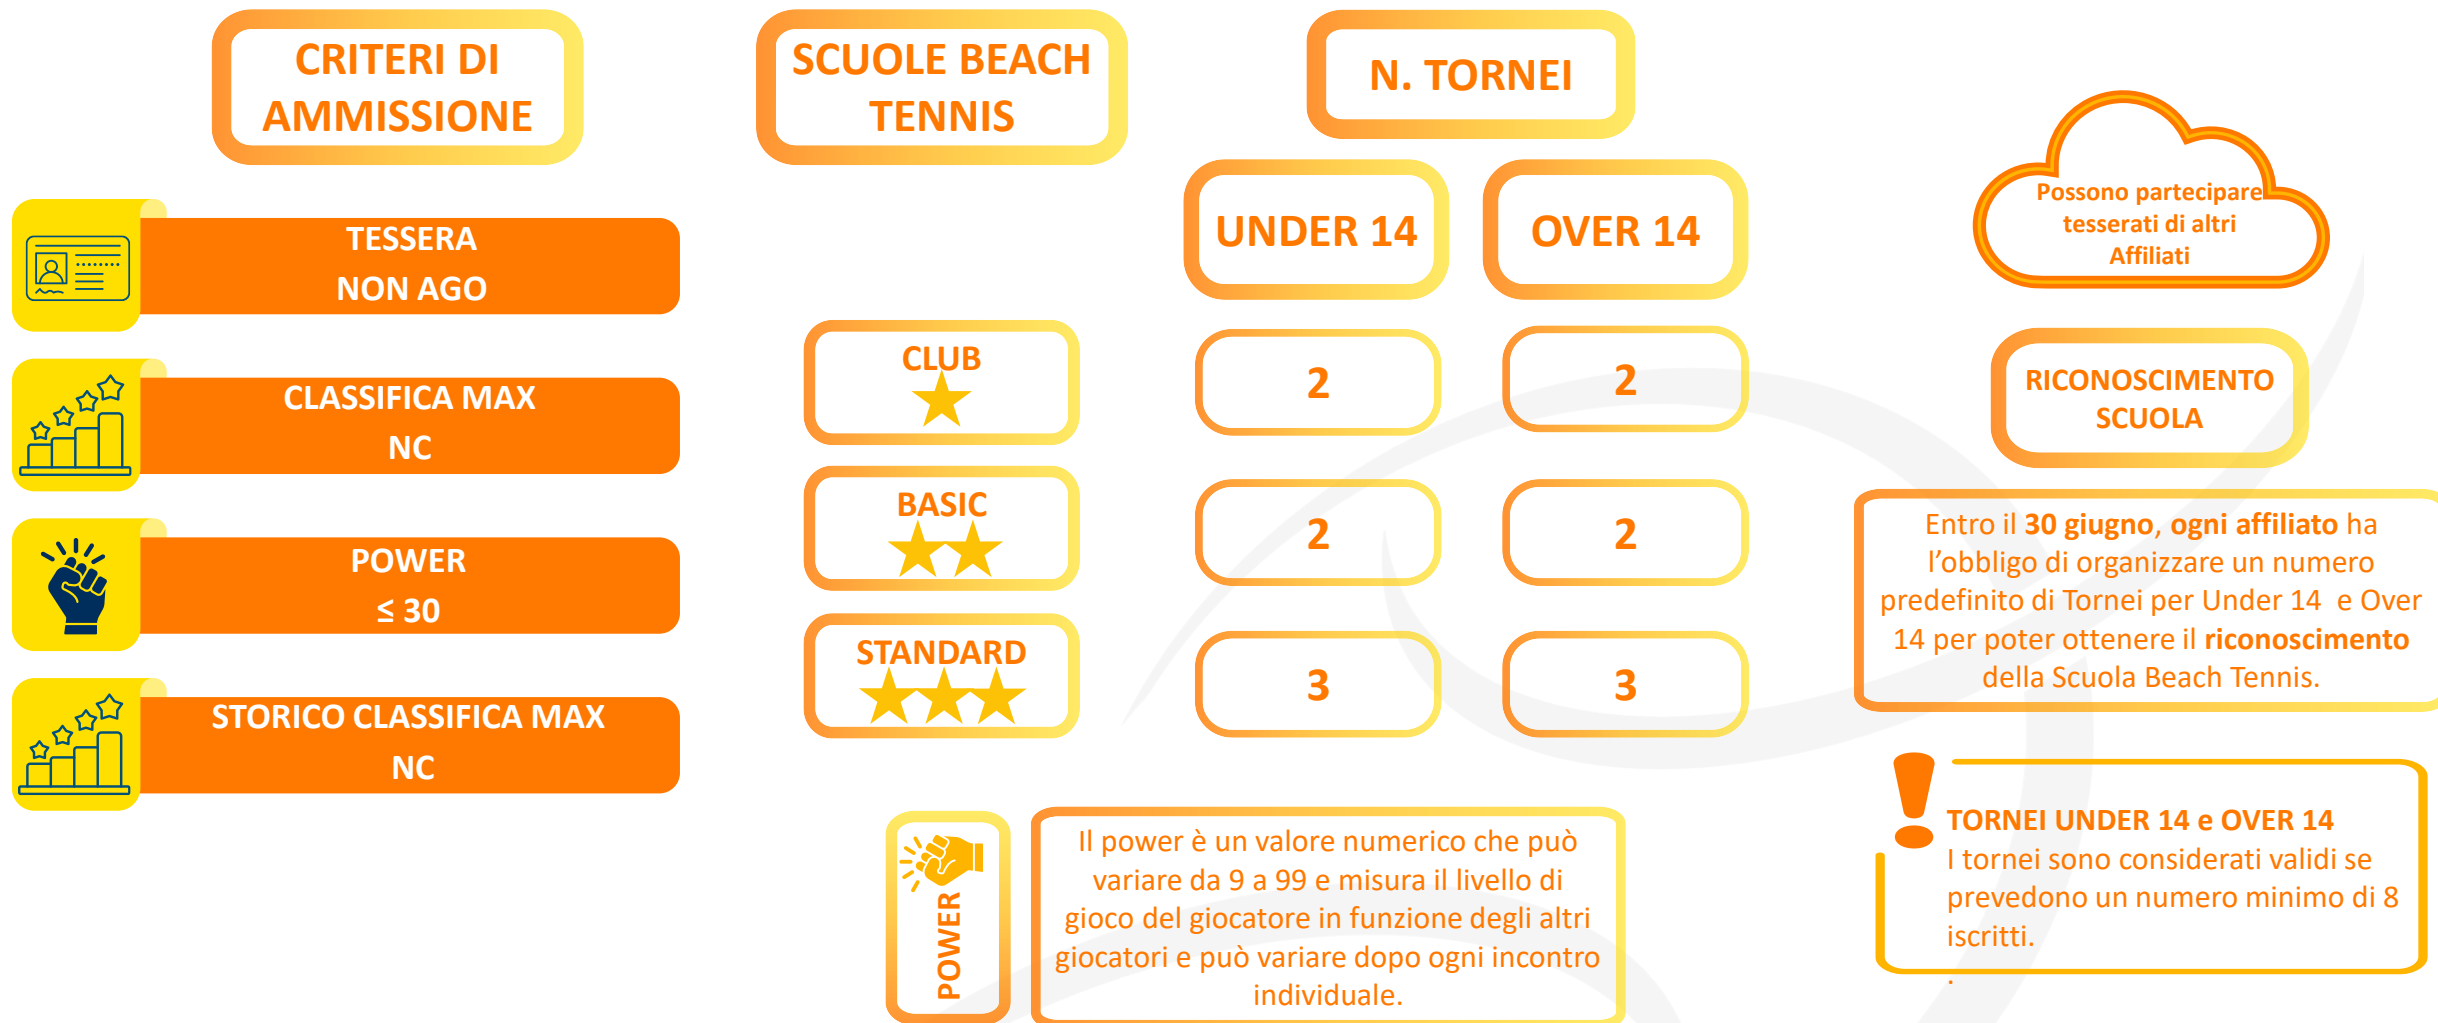 CRITERI DI
AMMISSIONE
TESSERA
NON AGO
CLASSIFICA MAX
NC
POWER
≤ 30
STORICO CLASSIFICA MAX
NC
SCUOLE BEACH
TENNIS
N. TORNEI
UNDER 14
OVER 14
CLUB
2
2
BASIC
2
2
STANDARD
3
3
POWER
Il power è un valore numerico che può
variare da 9 a 99 e misura il livello di
gioco del giocatore in funzione degli altri
giocatori e può variare dopo ogni incontro
individuale.
Possono partecipare
tesserati di altri
Affiliati
RICONOSCIMENTO
SCUOLA
Entro il 30 giugno, ogni affiliato ha
l’obbligo di organizzare un numero
predefinito di Tornei per Under 14 e Over
14 per poter ottenere il riconoscimento
della Scuola Beach Tennis.
TORNEI UNDER 14 e OVER 14
I tornei sono considerati validi se
prevedono un numero minimo di 8
iscritti.
.